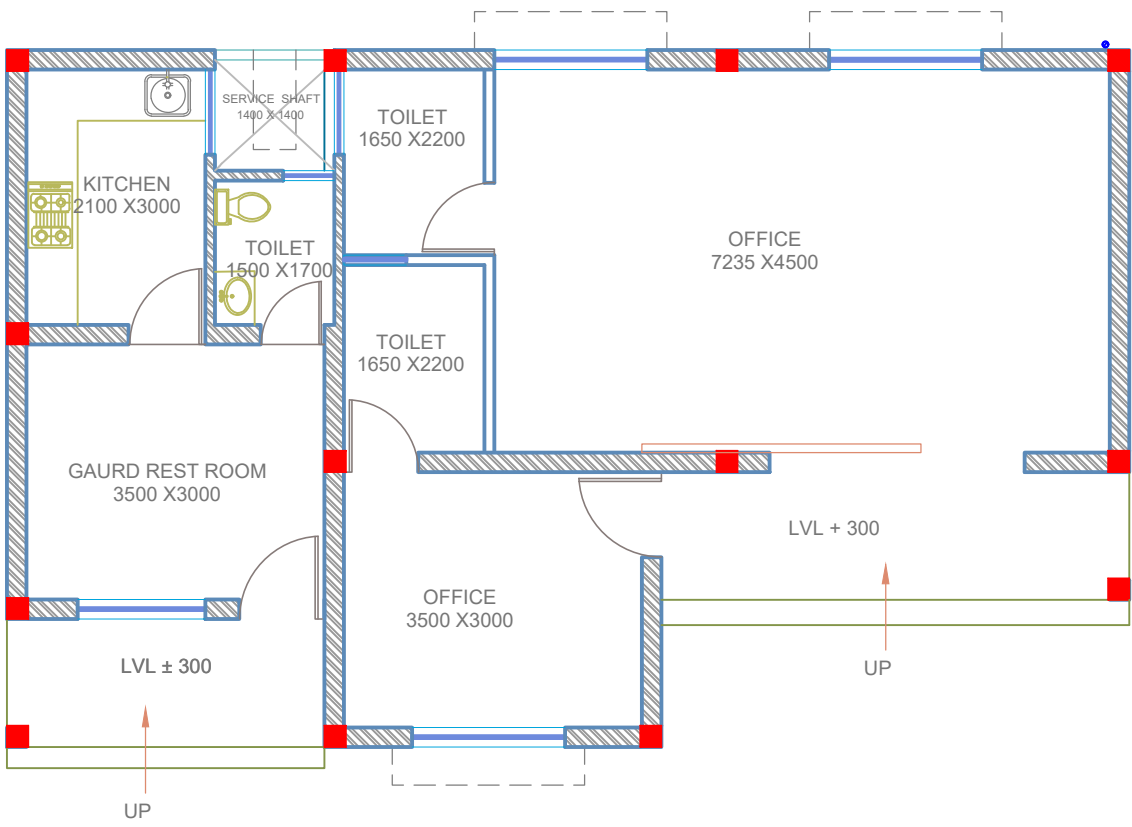 SERVICE SHAFT
1400 X 1400
TOILET
1650 X2200
KITCHEN
2100 X3000
TOILET
1500 X1700
OFFICE
7235 X4500
TOILET
1650 X2200
GAURD REST ROOM
3500 X3000
LVL + 300
OFFICE
3500 X3000
LVL ± 300
UP
UP